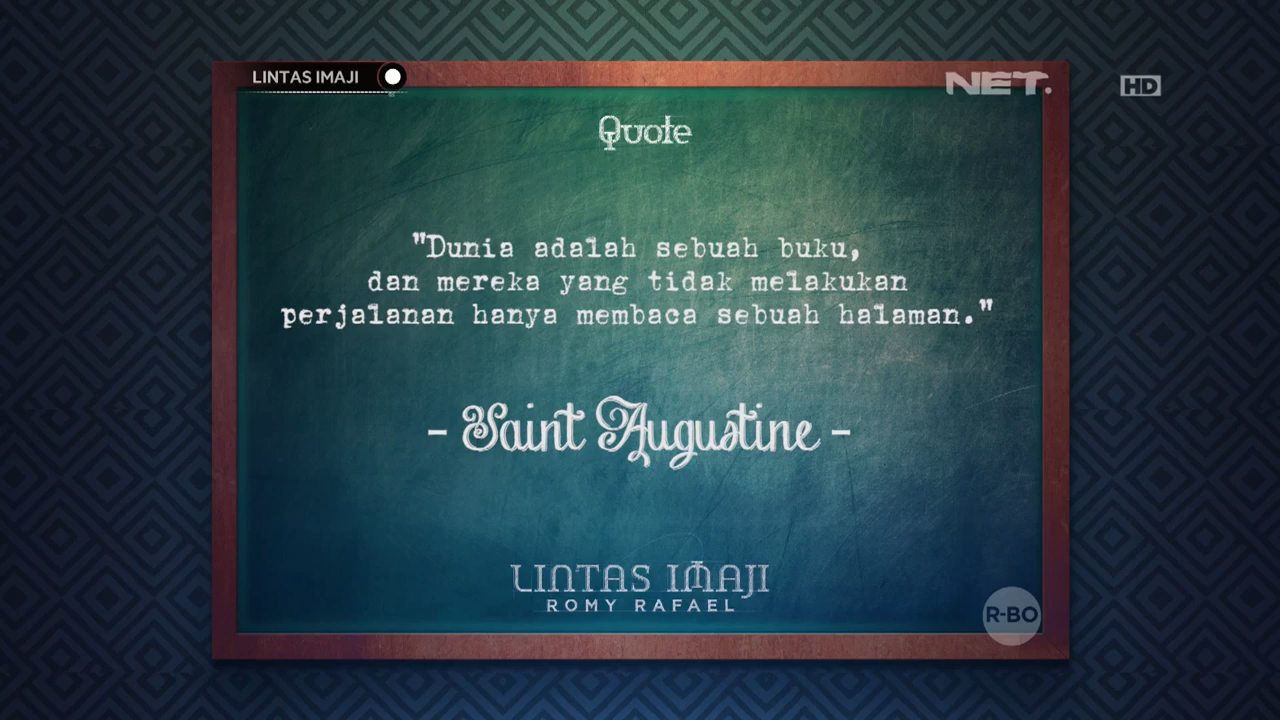 LINTAS IMAJI
NET.
HD
Quote
"Dunia adalah sebuah buku,
dan mereka yang tidak melakukan
perjalanan hanya membaca sebuah halaman."
- Saint Augustine -
LINTAS IMAJI
ROMY RAFAEL
R-BO